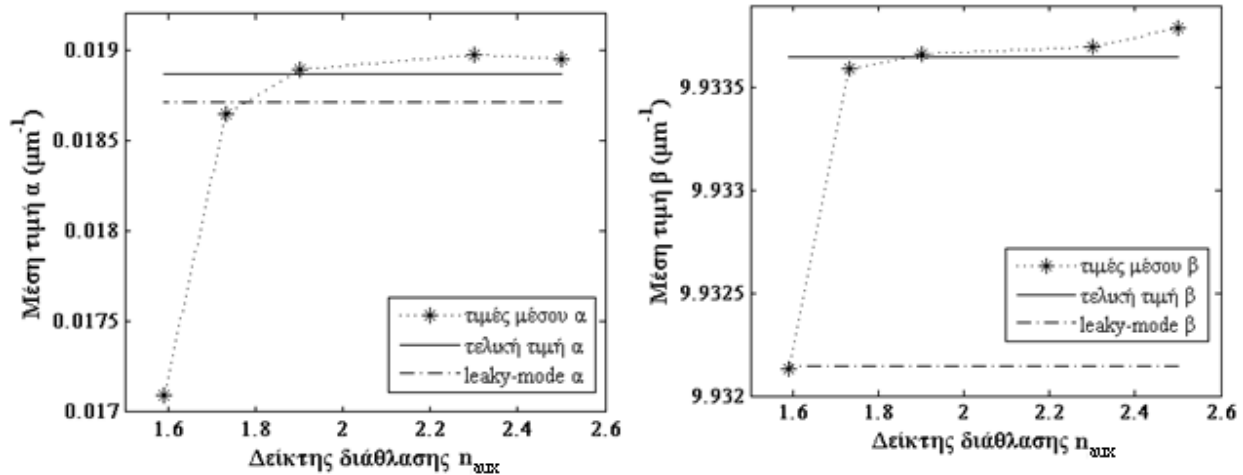 Μέση τιμή α (μm⁻¹)
0.019
0.0185
0.018
0.0175
0.017
1.6 1.8 2 2.2 2.4 2.6
Δείκτης διάθλασης n_aux
τιμές μέσου α
τελική τιμή α
leaky-mode α
Μέση τιμή β (μm⁻¹)
9.9335
9.933
9.9325
9.932
1.6 1.8 2 2.2 2.4 2.6
Δείκτης διάθλασης n_aux
τιμές μέσου β
τελική τιμή β
leaky-mode β